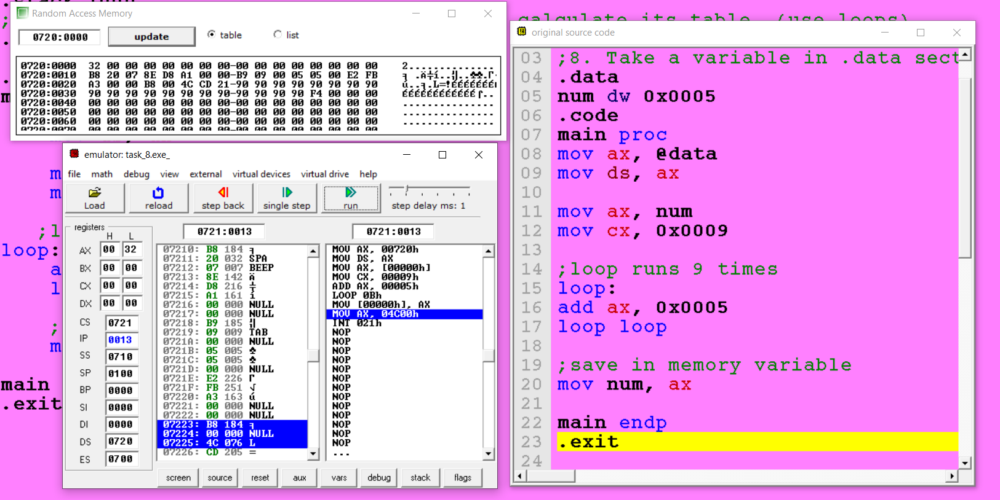 .stack 100h
calculate its table. (use loops)
Random Access Memory
0720:0000 update table list
0720:0000 32 00 00 00 00 00 00 00-00 00 00 00 00 00 00 00 2...............
0720:0010 B8 20 07 8E D8 A1 00 00-B9 09 00 05 05 00 E2 FB
0720:0020 A3 00 00 B8 00 4C CD 21-90 90 90 90 90 90 90 90
0720:0030 90 90 90 90 90 90 90 90-90 90 90 90 F4 00 00 00
0720:0040 00 00 00 00 00 00 00 00-00 00 00 00 00 00 00 00 ................
0720:0050 00 00 00 00 00 00 00 00-00 00 00 00 00 00 00 00 ................
0720:0060 00 00 00 00 00 00 00 00-00 00 00 00 00 00 00 00 ................
0720:0070 00 00 00 00 00 00 00 00-00 00 00 00 00 00 00 00
emulator: task_8.exe_
file math debug view external virtual devices virtual drive help
Load reload step back single step run step delay ms: 1
registers
H L
AX 00 32
BX 00 00
CX 00 00
DX 00 00
CS 0721
IP 0013
SS 0710
SP 0100
BP 0000
SI 0000
DI 0000
DS 0720
ES 0700
0721:0013 0721:0013
07210: B8 184 ╕
07211: 20 032 SPA
07212: 07 007 BEEP
07213: 8E 142 Ä
07214: D8 216 ╪
07215: A1 161 í
07216: 00 000 NULL
07217: 00 000 NULL
07218: B9 185 ╣
07219: 09 009 TAB
0721A: 00 000 NULL
0721B: 05 005 ♣
0721C: 05 005 ♣
0721D: 00 000 NULL
0721E: E2 226 Γ
0721F: FB 251 √
07220: A3 163 ú
07221: 00 000 NULL
07222: 00 000 NULL
07223: B8 184 ╕
07224: 00 000 NULL
07225: 4C 076 L
07226: CD 205 =
MOV AX, 00720h
MOV DS, AX
MOV AX, [00000h]
MOV CX, 00009h
ADD AX, 00005h
LOOP 0Bh
MOV [00000h], AX
MOV AX, 04C00h
INT 021h
NOP
NOP
NOP
NOP
NOP
NOP
NOP
NOP
NOP
NOP
NOP
NOP
NOP
...
screen source reset aux vars debug stack flags
original source code
03 ;8. Take a variable in .data sect
04 .data
05 num dw 0x0005
06 .code
07 main proc
08 mov ax, @data
09 mov ds, ax
10
11 mov ax, num
12 mov cx, 0x0009
13
14 ;loop runs 9 times
15 loop:
16 add ax, 0x0005
17 loop loop
18
19 ;save in memory variable
20 mov num, ax
21
22 main endp
23 .exit
24
m
m
;l
loop:
a
l
;
m
main
.exit